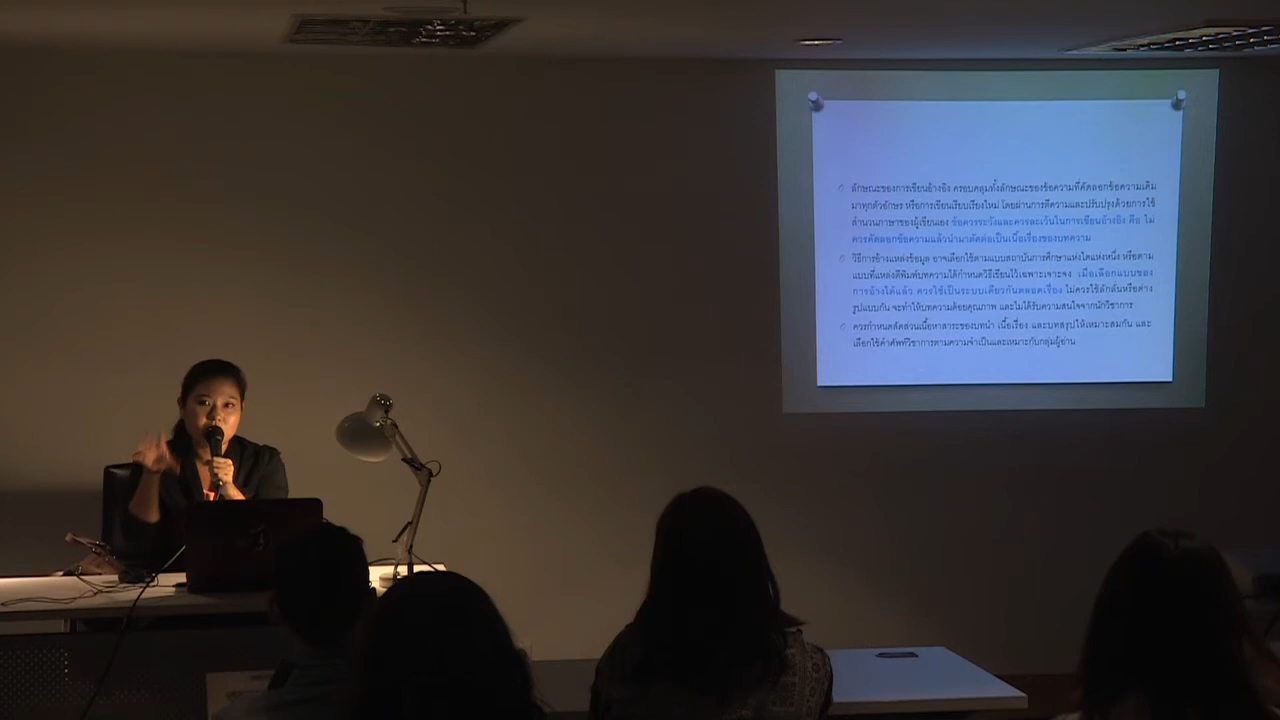 ลักษณะของการเขียนอ้างอิง ครอบคลุมทั้งลักษณะของข้อความที่คัดลอกข้อความเดิม
มาทุกตัวอักษร หรือการเขียนเรียบเรียงใหม่ โดยผ่านการตีความและปรับปรุงด้วยการใช้
สำนวนภาษาของผู้เขียนเอง ข้อควรระวังและควรละเว้นในการเขียนอ้างอิง คือ ไม่
ควรคัดลอกข้อความแล้วนำมาตัดต่อเป็นเนื้อเรื่องของบทความ
วิธีการอ้างแหล่งข้อมูล อาจเลือกใช้ตามแบบสถาบันการศึกษาแห่งใดแห่งหนึ่ง หรือตาม
แบบที่แหล่งตีพิมพ์บทความได้กำหนดวิธีเขียนไว้เฉพาะเจาะจง เมื่อเลือกแบบของ
การอ้างได้แล้ว ควรใช้เป็นระบบเดียวกันตลอดเรื่อง ไม่ควรใช้ลักลั่นหรือต่าง
รูปแบบกัน จะทำให้บทความด้อยคุณภาพ และไม่ได้รับความสนใจจากนักวิชาการ
ควรกำหนดสัดส่วนเนื้อหาสาระของบทนำ เนื้อเรื่อง และบทสรุปให้เหมาะสมกัน และ
เลือกใช้คำศัพท์วิชาการตามความจำเป็นและเหมาะกับกลุ่มผู้อ่าน